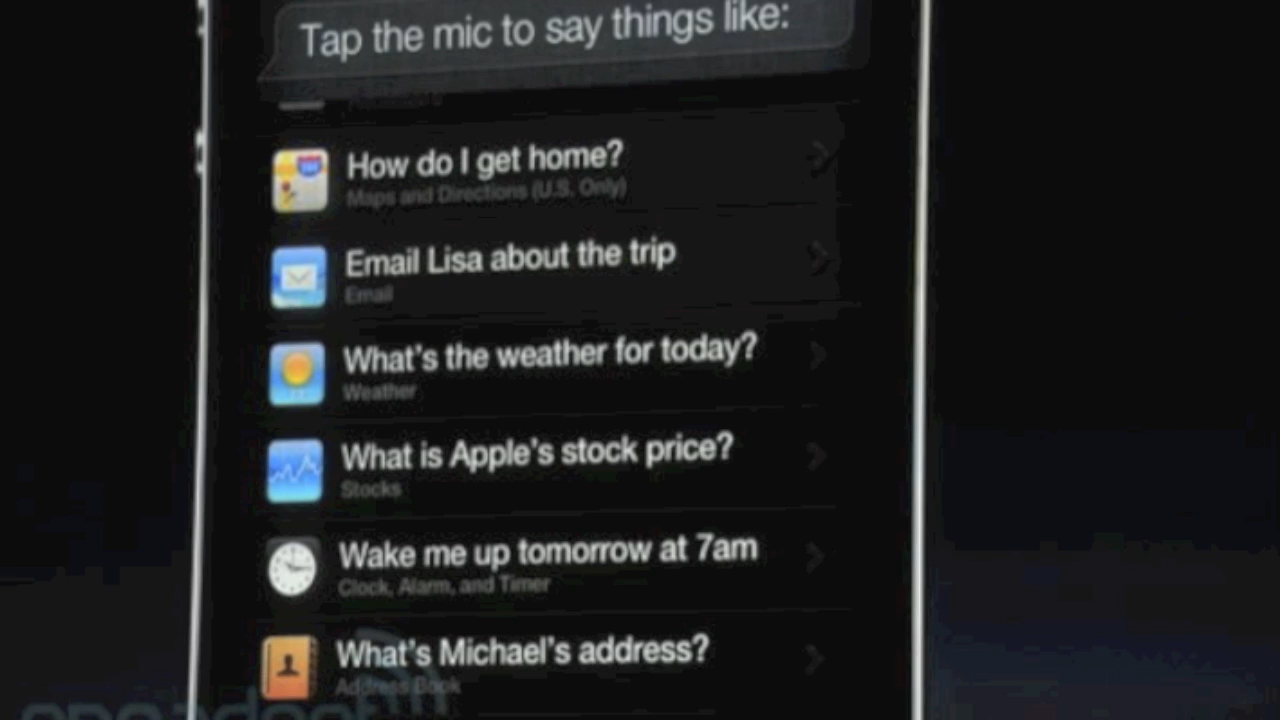 Tap the mic to say things like:
How do I get home?
Maps and Directions (U.S. Only)
Email Lisa about the trip
Email
What's the weather for today?
Weather
What is Apple's stock price?
Stocks
Wake me up tomorrow at 7am
Clock, Alarm, and Timer
What's Michael's address?
Address Book
engadget